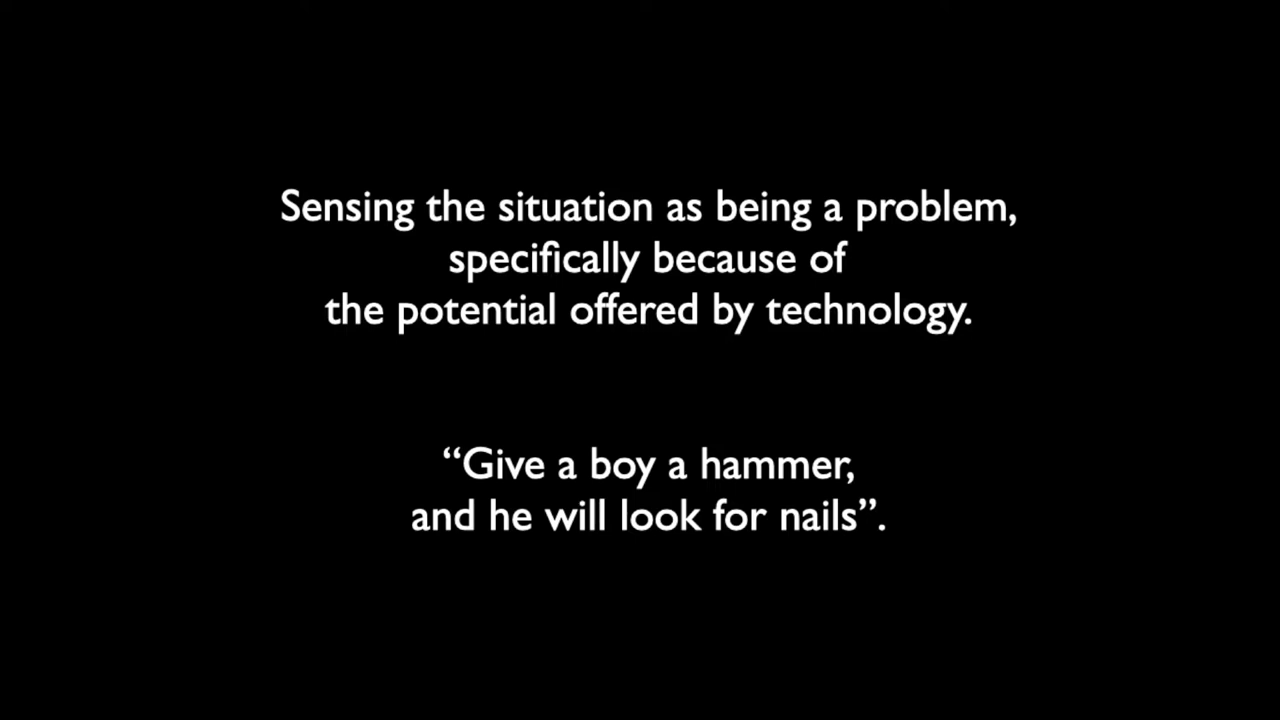 Sensing the situation as being a problem,
specifically because of
the potential offered by technology.
“Give a boy a hammer,
and he will look for nails”.